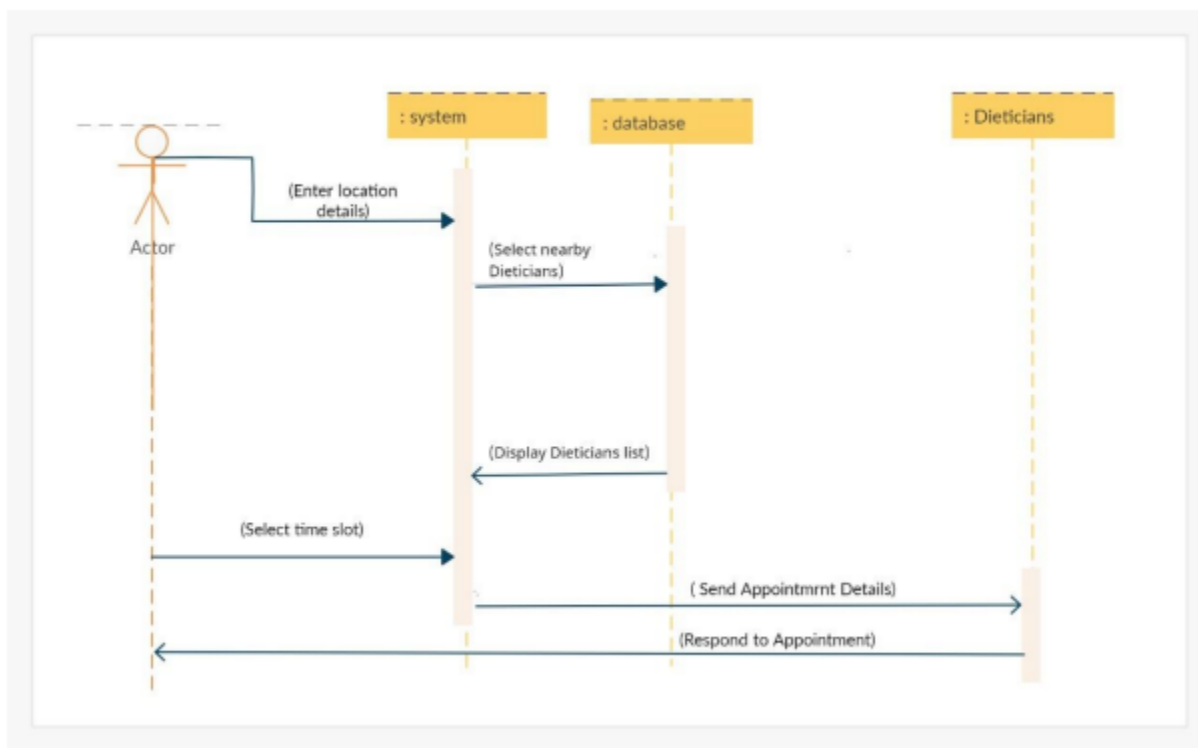 : system
: database
: Dieticians
(Enter location
details)
Actor
(Select nearby
Dieticians)
(Display Dieticians list)
(Select time slot)
( Send Appointmrnt Details)
(Respond to Appointment)